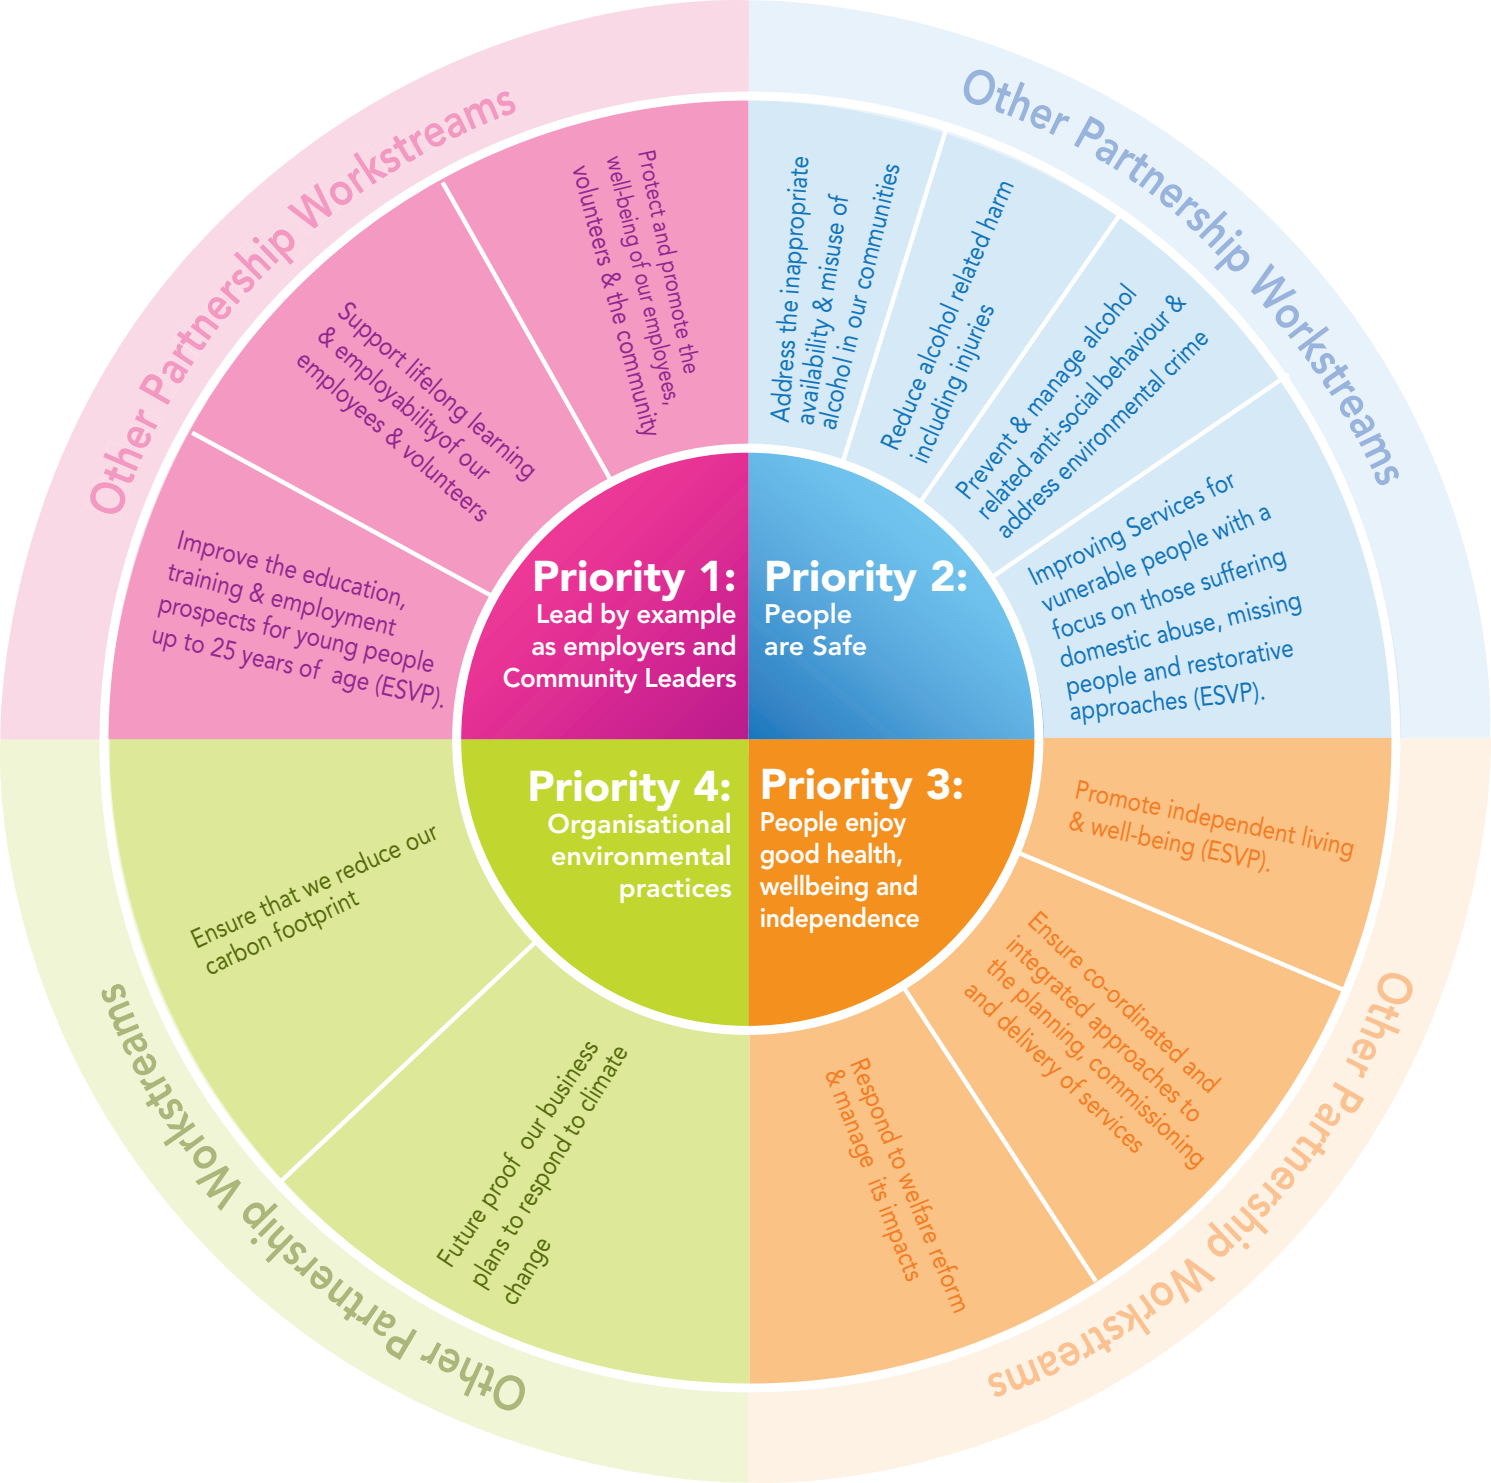 Other Partnership Workstreams
Other Partnership Workstreams
Protect and promote the
well-being of our employees,
volunteers & the community
Support lifelong learning
& employabilityof our
employees & volunteers
Improve the education,
training & employment
prospects for young people
up to 25 years of  age (ESVP).
Address the inappropriate
availability & misuse of
alcohol in our communities
Reduce alcohol related harm
including injuries
Prevent & manage alcohol
related anti-social behaviour &
address environmental crime
Improving Services for
vunerable people with a
focus on those suffering
domestic abuse, missing
people and restorative
approaches (ESVP).
Priority 1:
Lead by example
as employers and
Community Leaders
Priority 2:
People
are Safe
Priority 4:
Organisational
environmental
practices
Priority 3:
People enjoy
good health,
wellbeing and
independence
Promote independent living
& well-being (ESVP).
Ensure co-ordinated and
integrated approaches to
the planning, commissioning
and delivery of services
Respond to welfare reform
& manage  its impacts
Ensure that we reduce our
carbon footprint
Future proof  our business
plans to respond to climate
change
Other Partnership Workstreams
Other Partnership Workstreams